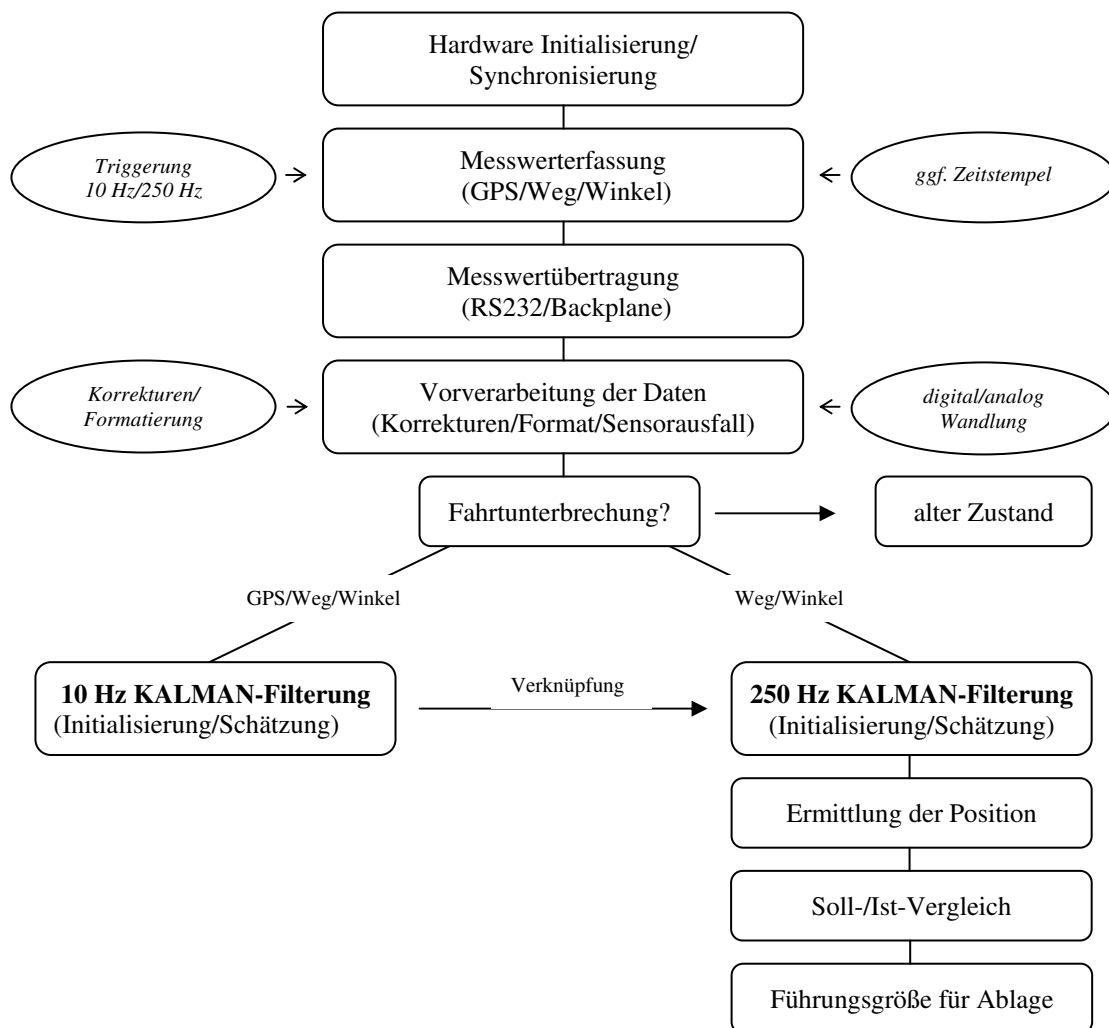 Hardware Initialisierung/
Synchronisierung
Triggerung
10 Hz/250 Hz
Messwerterfassung
(GPS/Weg/Winkel)
ggf. Zeitstempel
Messwertübertragung
(RS232/Backplane)
Korrekturen/
Formatierung
Vorverarbeitung der Daten
(Korrekturen/Format/Sensorausfall)
digital/analog
Wandlung
Fahrtunterbrechung?
alter Zustand
GPS/Weg/Winkel
Weg/Winkel
10 Hz KALMAN-Filterung
(Initialisierung/Schätzung)
Verknüpfung
250 Hz KALMAN-Filterung
(Initialisierung/Schätzung)
Ermittlung der Position
Soll-/Ist-Vergleich
Führungsgröße für Ablage